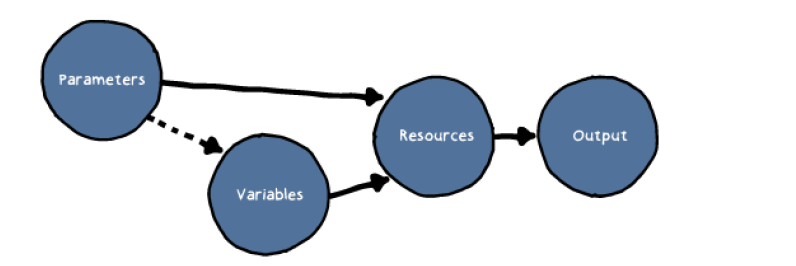 Parameters
Resources
Output
Variables